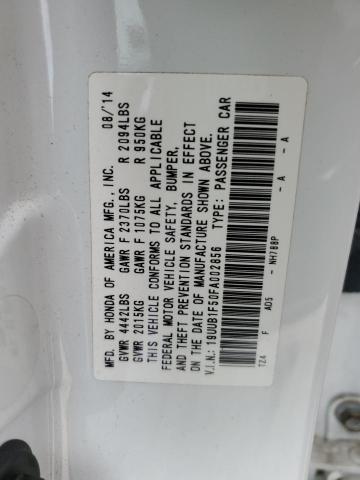 MFD. BY HONDA OF AMERICA MFG., INC. 08/'14
GVWR 4442LBS GAWR F 2370LBS R 2094LBS
GVWR 2015KG GAWR F 1075KG R 950KG
THIS VEHICLE CONFORMS TO ALL APPLICABLE
FEDERAL MOTOR VEHICLE SAFETY, BUMPER,
AND THEFT PREVENTION STANDARDS IN EFFECT
ON THE DATE OF MANUFACTURE SHOWN ABOVE.
V.I.N.: 19UUB1F50FA002856 TYPE: PASSENGER CAR
TZ4 F AD5 NH788P - A - A